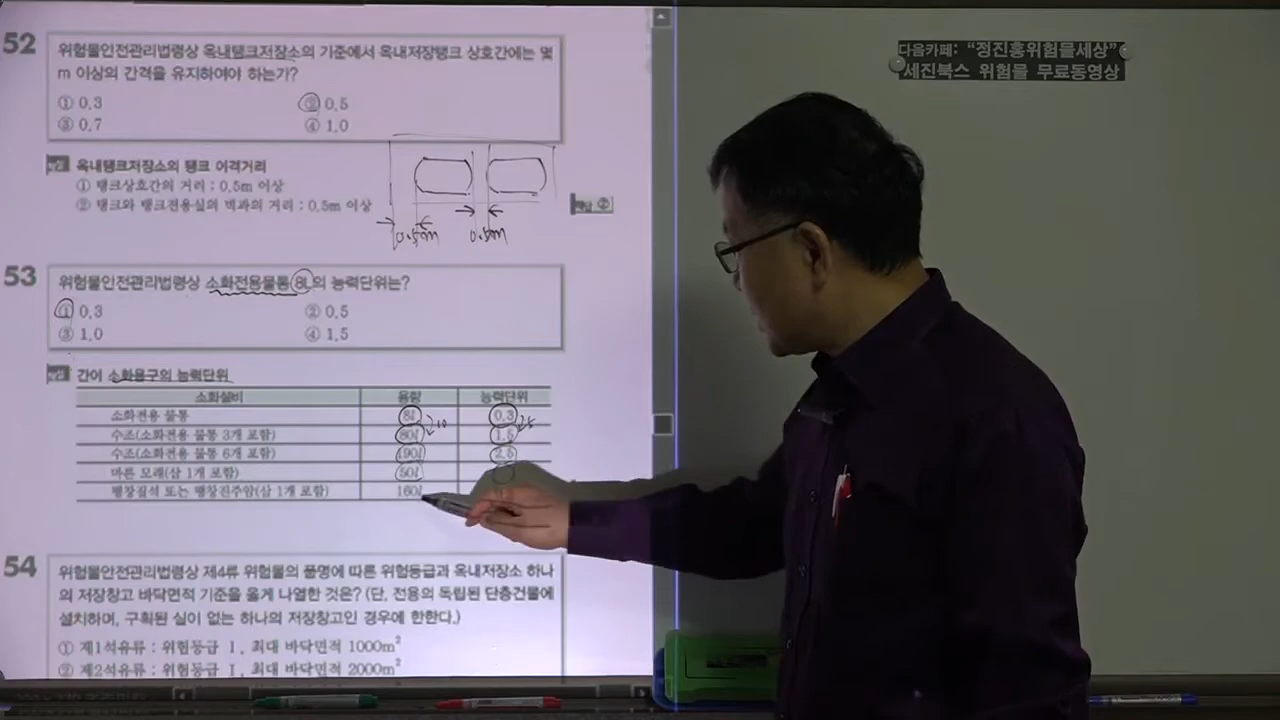 다음카페: "정진홍위험물세상"
세진북스 위험물 무료동영상
52
위험물안전관리법령상 옥내탱크저장소의 기준에서 옥내저장탱크 상호간에는 몇
m 이상의 간격을 유지하여야 하는가?
① 0.3 ② 0.5
③ 0.7 ④ 1.0
옥내탱크저장소의 탱크 이격거리
① 탱크상호간의 거리 : 0.5m 이상
② 탱크와 탱크전용실의 벽과의 거리 : 0.5m 이상
②
0.5m 0.5m
53
위험물안전관리법령상 소화전용물통 8L의 능력단위는?
① 0.3 ② 0.5
③ 1.0 ④ 1.5
간이 소화용구의 능력단위
소화설비 용량 능력단위
소화전용 물통 8l 0.3
수조(소화전용 물통 3개 포함) 80l 1.5
수조(소화전용 물통 6개 포함) 190l 2.5
마른 모래(삽 1개 포함) 50l
팽창질석 또는 팽창진주암(삽 1개 포함) 160l
54
위험물안전관리법령상 제4류 위험물의 품명에 따른 위험등급과 옥내저장소 하나
의 저장창고 바닥면적 기준을 옳게 나열한 것은? (단, 전용의 독립된 단층건물에
설치하며, 구획된 실이 없는 하나의 저장창고인 경우에 한한다.)
① 제1석유류 : 위험등급 Ⅰ, 최대 바닥면적 1000m²
② 제2석유류 : 위험등급 Ⅰ, 최대 바닥면적 2000m²